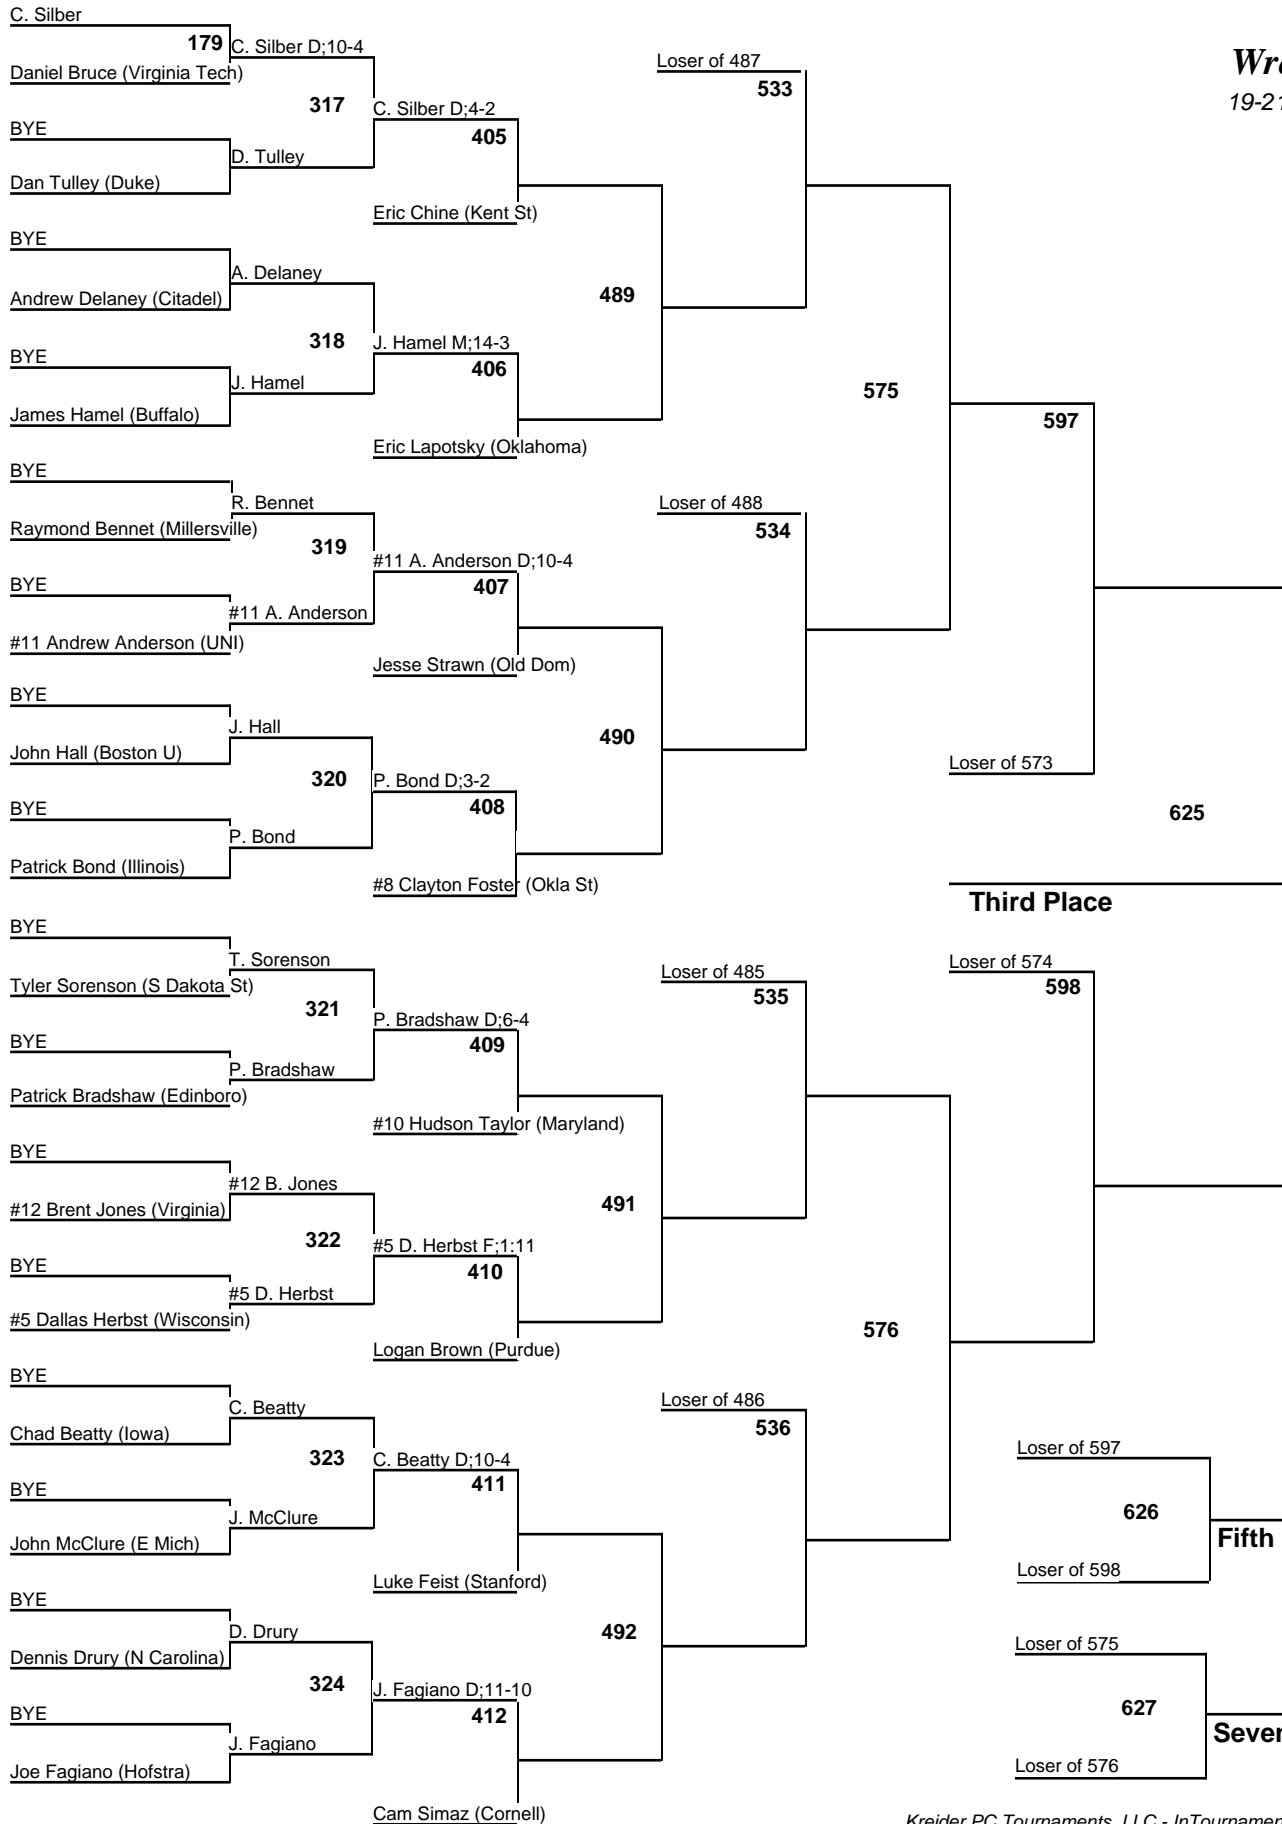 C. Silber
179
C. Silber D;10-4
Daniel Bruce (Virginia Tech)
317
C. Silber D;4-2
405
BYE
D. Tulley
Dan Tulley (Duke)
Eric Chine (Kent St)
BYE
A. Delaney
Andrew Delaney (Citadel)
318
J. Hamel M;14-3
406
BYE
J. Hamel
James Hamel (Buffalo)
Eric Lapotsky (Oklahoma)
489
Loser of 487
533
575
597
19-21
BYE
R. Bennet
Raymond Bennet (Millersville)
319
#11 A. Anderson D;10-4
407
BYE
#11 A. Anderson
#11 Andrew Anderson (UNI)
Jesse Strawn (Old Dom)
BYE
J. Hall
John Hall (Boston U)
320
P. Bond D;3-2
408
BYE
P. Bond
Patrick Bond (Illinois)
#8 Clayton Foster (Okla St)
490
Loser of 488
534
Loser of 573
625
Third Place
BYE
T. Sorenson
Tyler Sorenson (S Dakota St)
321
P. Bradshaw D;6-4
409
BYE
P. Bradshaw
Patrick Bradshaw (Edinboro)
#10 Hudson Taylor (Maryland)
BYE
#12 B. Jones
#12 Brent Jones (Virginia)
322
#5 D. Herbst F;1:11
410
BYE
#5 D. Herbst
#5 Dallas Herbst (Wisconsin)
Logan Brown (Purdue)
491
Loser of 485
535
Loser of 574
598
576
BYE
C. Beatty
Chad Beatty (Iowa)
323
C. Beatty D;10-4
411
BYE
J. McClure
John McClure (E Mich)
Luke Feist (Stanford)
BYE
D. Drury
Dennis Drury (N Carolina)
324
J. Fagiano D;11-10
412
BYE
J. Fagiano
Joe Fagiano (Hofstra)
Cam Simaz (Cornell)
492
Loser of 486
536
Loser of 597
626
Fifth
Loser of 598
Loser of 575
627
Loser of 576
Kreider PC Tournaments, LLC - InTournamen